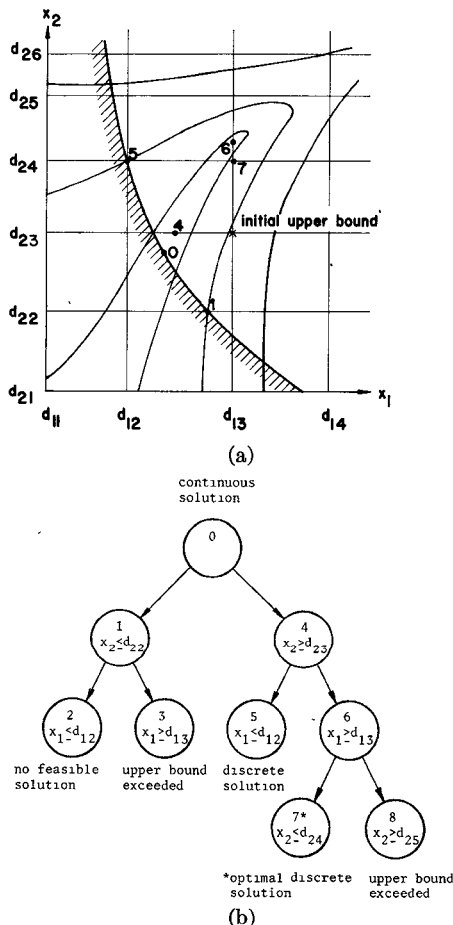 x2
d26
d25
d24
d23
d22
d21
5
6
7
4
0
1
initial upper bound
x1
d11
d12
d13
d14
(a)
continuous
solution
0
1
x2≤d22
4
x2≥d23
2
x1≤d12
3
x1≥d13
5
x1≤d12
6
x1≥d13
no feasible
solution
upper bound
exceeded
discrete
solution
7*
x2≤d24
8
x2≥d25
*optimal discrete
solution
upper bound
exceeded
(b)